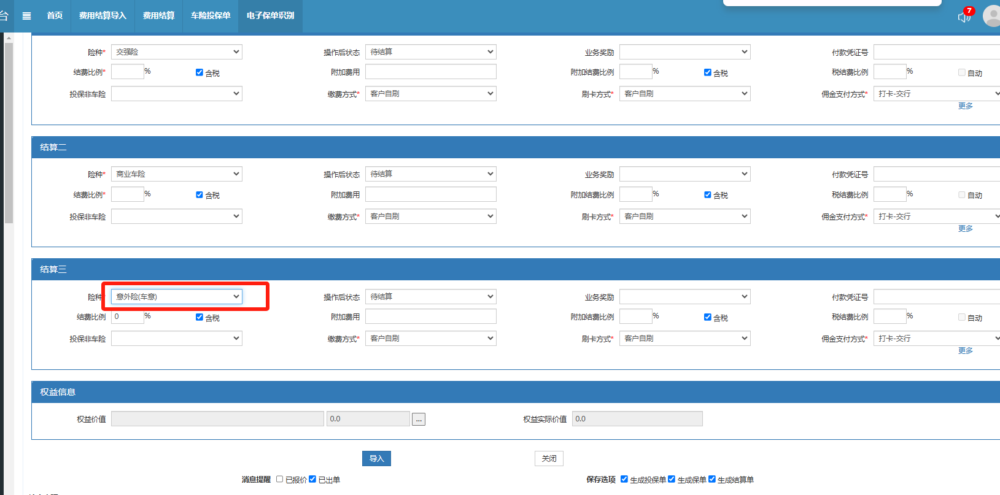 台 首页 费用结算导入 费用结算 车险投保单 电子保单识别 7
险种* 交强险 操作后状态 待结算 业务奖励 付款凭证号
结费比例* % 含税 附加费用 附加结费比例 % 含税 税结费比例 % 自动
投保非车险 缴费方式* 客户自刷 刷卡方式* 客户自刷 佣金支付方式* 打卡-交行
更多
结算二
险种* 商业车险 操作后状态 待结算 业务奖励 付款凭证号
结费比例* % 含税 附加费用 附加结费比例 % 含税 税结费比例 % 自动
投保非车险 缴费方式* 客户自刷 刷卡方式* 客户自刷 佣金支付方式* 打卡-交行
更多
结算三
险种 意外险(车意) 操作后状态 待结算 业务奖励 付款凭证号
结费比例 0 % 含税 附加费用 附加结费比例 % 含税 税结费比例 % 自动
投保非车险 缴费方式* 客户自刷 刷卡方式* 客户自刷 佣金支付方式* 打卡-交行
更多
权益信息
权益价值 0.0 ... 权益实际价值 0.0
导入 关闭
消息提醒 已报价 已出单 保存选项 生成投保单 生成保单 生成结算单